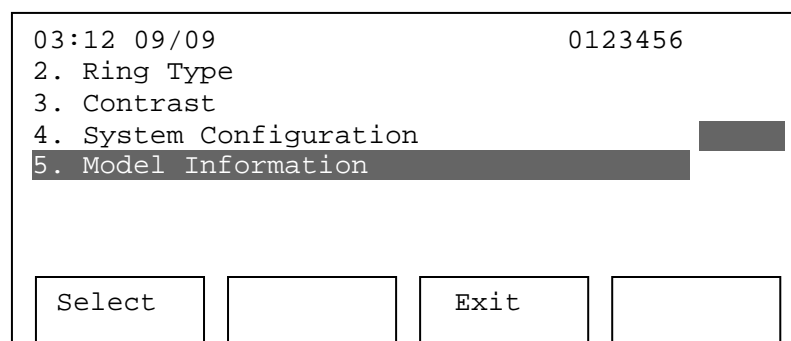 03:12 09/09 0123456
2. Ring Type
3. Contrast
4. System Configuration
5. Model Information
Select Exit